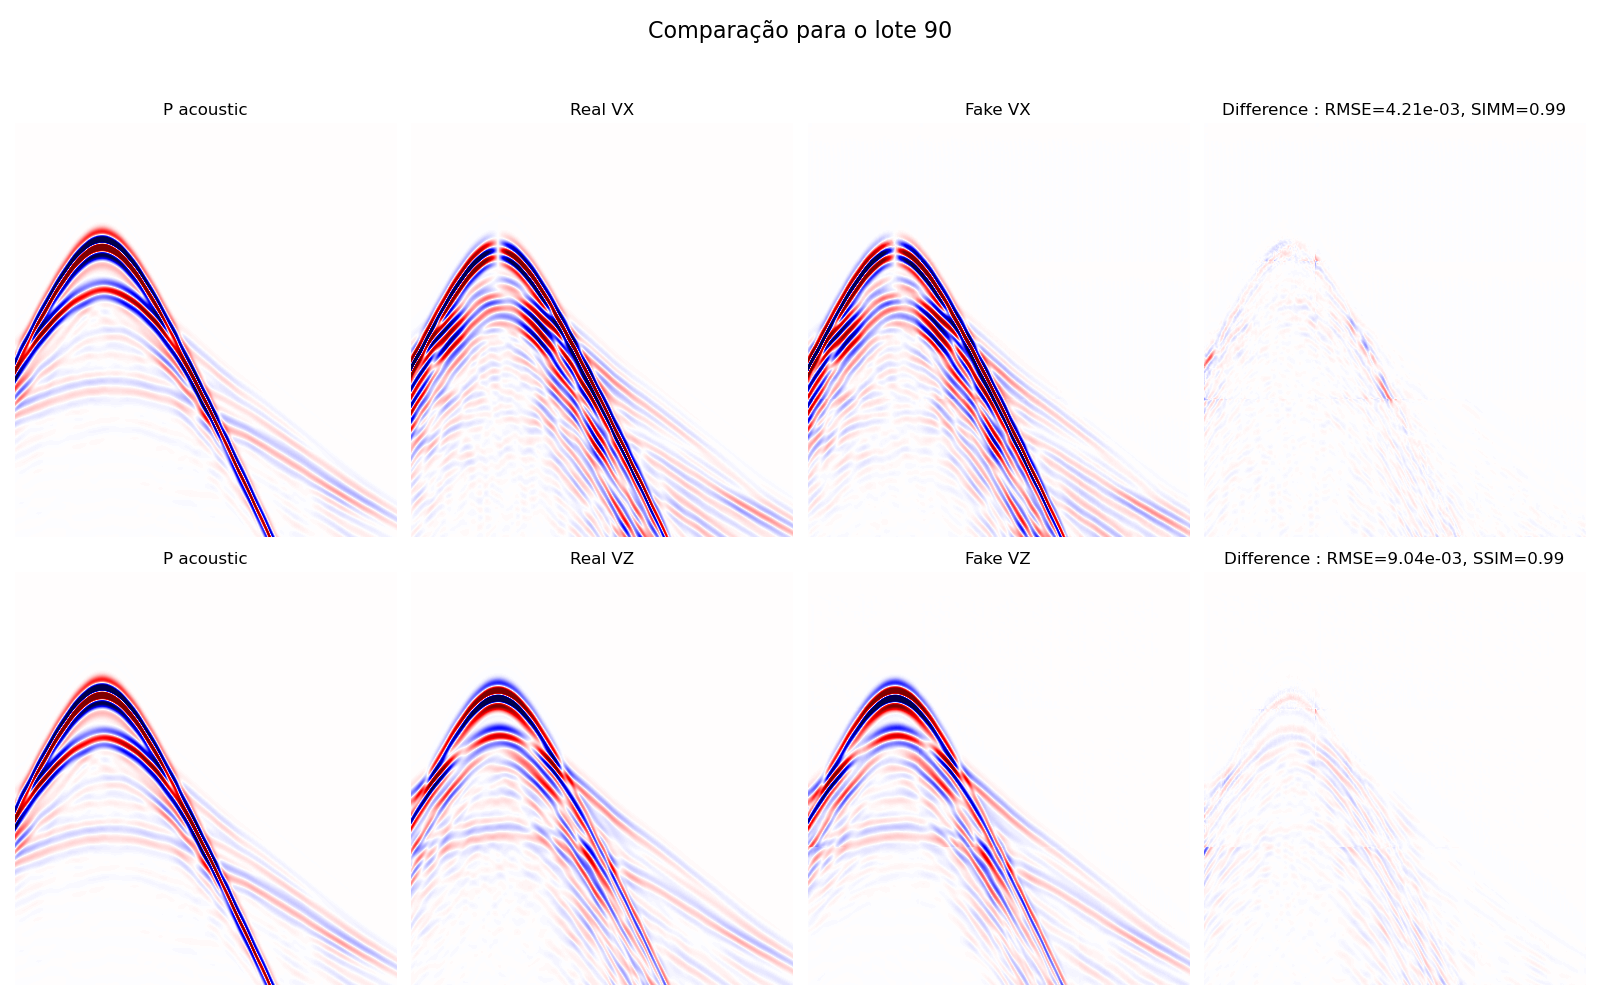 Comparação para o lote 90
P acoustic
Real VX
Fake VX
Difference : RMSE=4.21e-03, SIMM=0.99
P acoustic
Real VZ
Fake VZ
Difference : RMSE=9.04e-03, SSIM=0.99